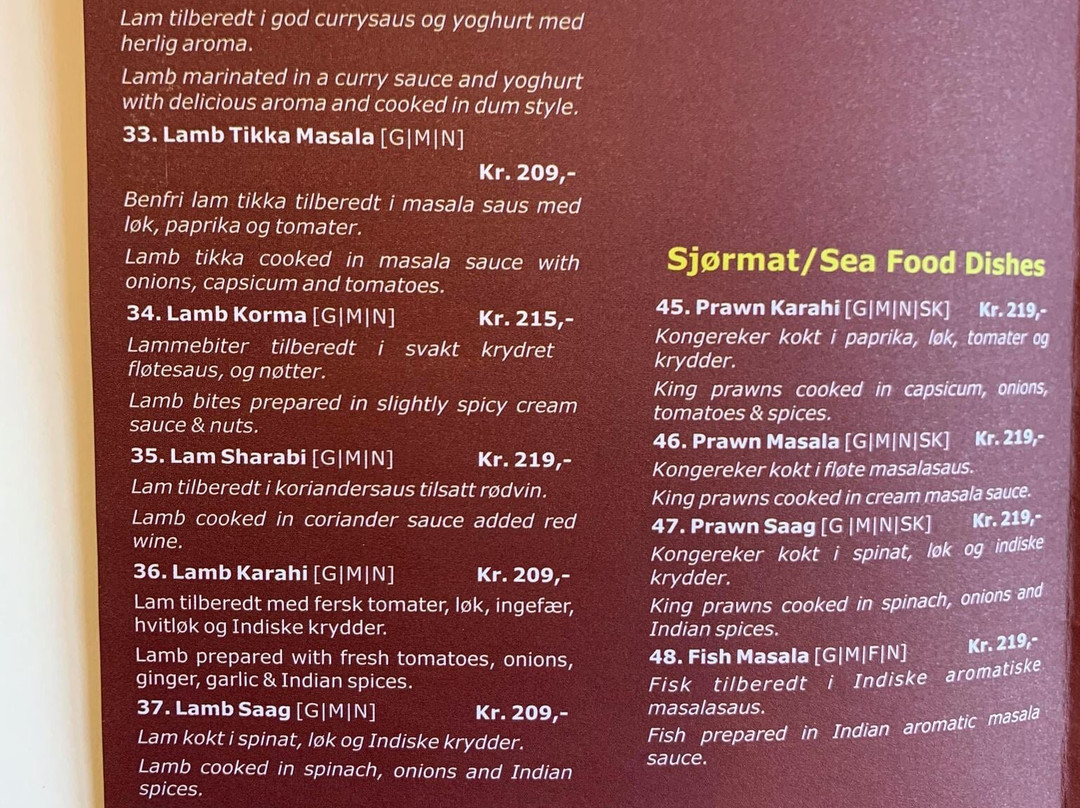 Lam tilberedt i god currysaus og yoghurt med
herlig aroma.
Lamb marinated in a curry sauce and yoghurt
with delicious aroma and cooked in dum style.
33. Lamb Tikka Masala [G|M|N]
Kr. 209,-
Benfri lam tikka tilberedt i masala saus med
løk, paprika og tomater.
Lamb tikka cooked in masala sauce with
onions, capsicum and tomatoes.
34. Lamb Korma [G|M|N] Kr. 215,-
Lammebiter tilberedt i svakt krydret
fløtesaus, og nøtter.
Lamb bites prepared in slightly spicy cream
sauce & nuts.
35. Lam Sharabi [G|M|N] Kr. 219,-
Lam tilberedt i koriandersaus tilsatt rødvin.
Lamb cooked in coriander sauce added red
wine.
36. Lamb Karahi [G|M|N] Kr. 209,-
Lam tilberedt med fersk tomater, løk, ingefær,
hvitløk og Indiske krydder.
Lamb prepared with fresh tomatoes, onions,
ginger, garlic & Indian spices.
37. Lamb Saag [G|M|N] Kr. 209,-
Lam kokt i spinat, løk og Indiske krydder.
Lamb cooked in spinach, onions and Indian
spices.
Sjørmat/Sea Food Dishes
45. Prawn Karahi [G|M|N|SK] Kr. 219,-
Kongereker kokt i paprika, løk, tomater og
krydder.
King prawns cooked in capsicum, onions,
tomatoes & spices.
46. Prawn Masala [G|M|N|SK] Kr. 219,-
Kongereker kokt i fløte masalasaus.
King prawns cooked in cream masala sauce.
47. Prawn Saag [G |M|N|SK] Kr. 219,-
Kongereker kokt i spinat, løk og indiske
krydder.
King prawns cooked in spinach, onions and
Indian spices.
48. Fish Masala [G|M|F|N] Kr. 219,-
Fisk tilberedt i Indiske aromatiske
masalasaus.
Fish prepared in Indian aromatic masala
sauce.